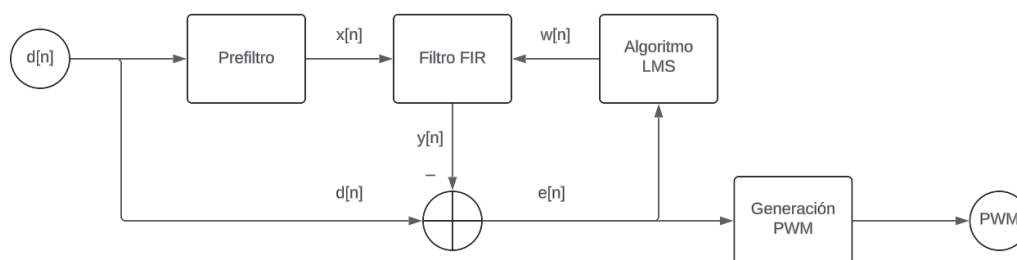 d[n]
Prefiltro
x[n]
Filtro FIR
w[n]
Algoritmo
LMS
y[n]
–
d[n]
e[n]
Generación
PWM
PWM